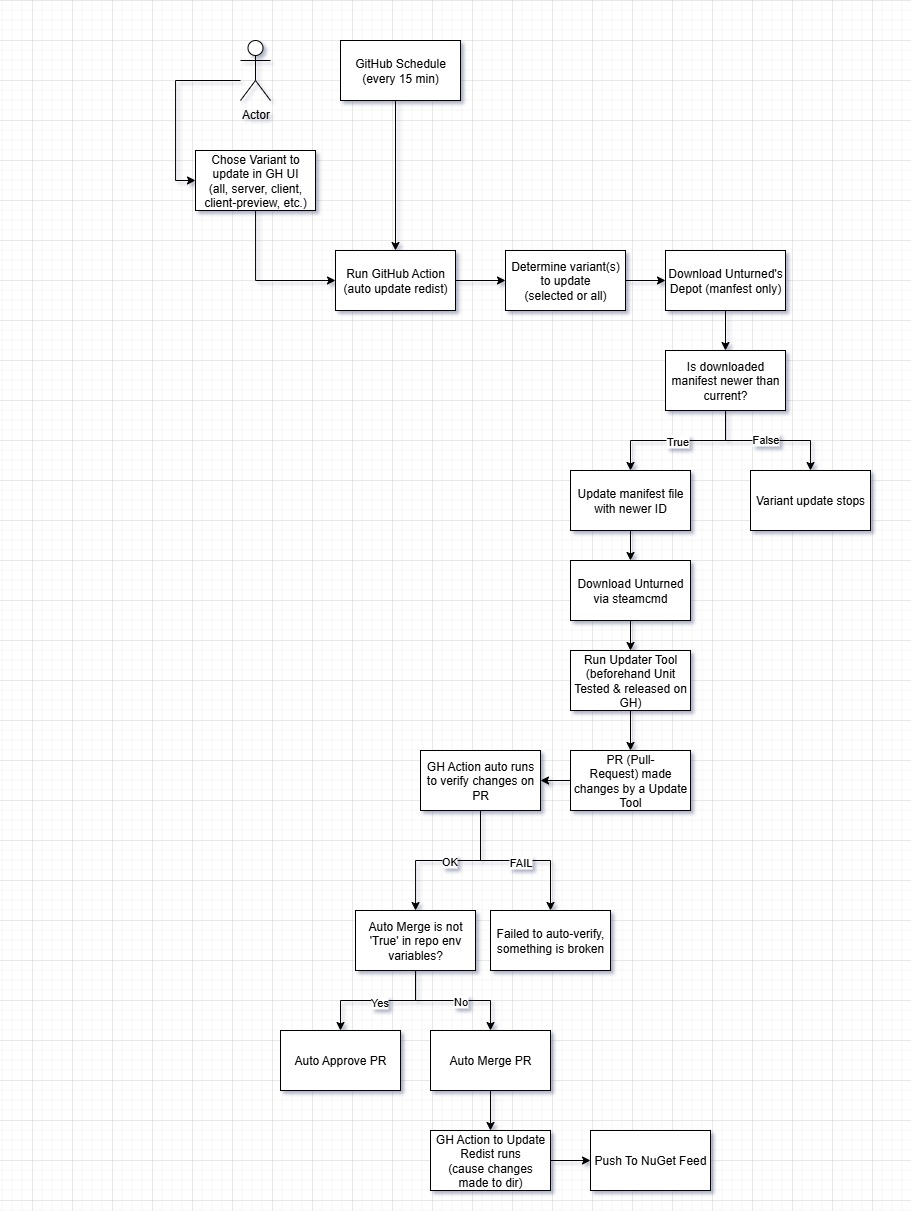 GitHub Schedule
(every 15 min)
Actor
Chose Variant to
update in GH UI
(all, server, client,
client-preview, etc.)
Run GitHub Action
(auto update redist)
Determine variant(s)
to update
(selected or all)
Download Unturned's
Depot (manfest only)
Is downloaded
manifest newer than
current?
True
False
Update manifest file
with newer ID
Variant update stops
Download Unturned
via steamcmd
Run Updater Tool
(beforehand Unit
Tested & released on
GH)
PR (Pull-
Request) made
changes by a Update
Tool
GH Action auto runs
to verify changes on
PR
OK
FAIL
Auto Merge is not
'True' in repo env
variables?
Failed to auto-verify,
something is broken
Yes
No
Auto Approve PR
Auto Merge PR
GH Action to Update
Redist runs
(cause changes
made to dir)
Push To NuGet Feed